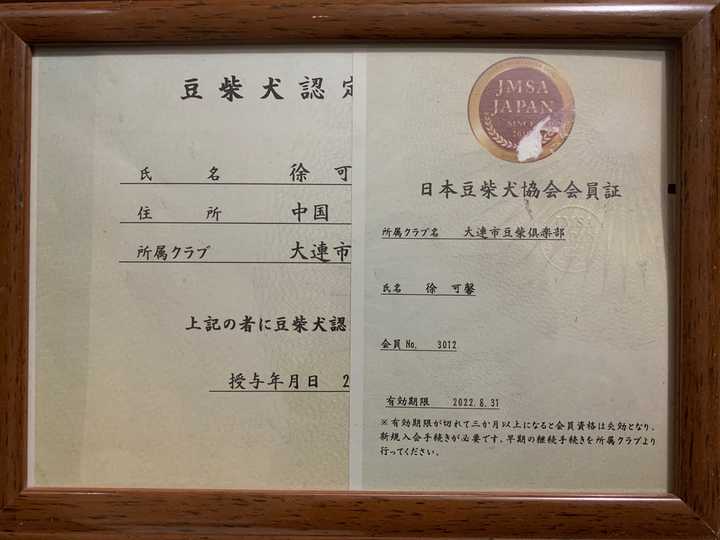 豆柴犬認定
氏 名 徐 可
住 所 中国
所属クラブ 大連市
上記の者に豆柴犬認
授与年月日 2
JMSA
JAPAN
SINCE
日本豆柴犬協会会員証
所属クラブ名 大連市豆柴倶楽部
氏名 徐 可馨
会員No. 3012
有効期限 2022.8.31
※有効期限が切れて三か月以上になると会員資格は失効となり、
新規入会手続きが必要です。早期の継続手続きを所属クラブより
行ってください。